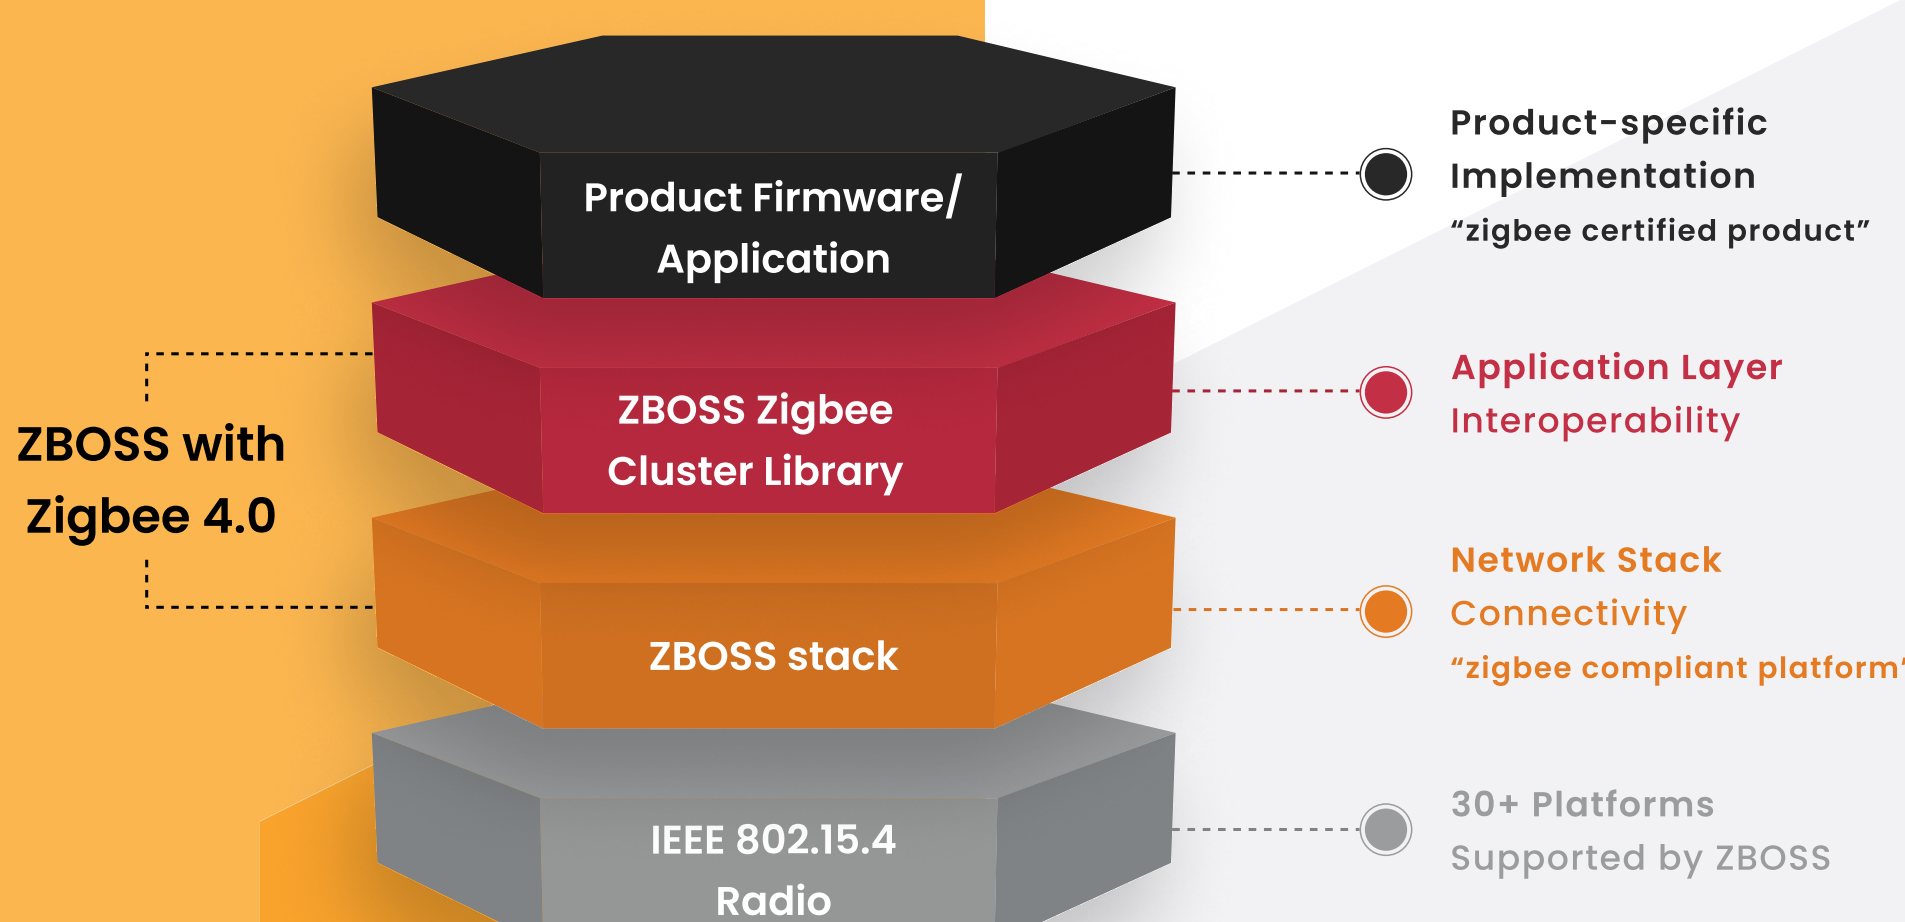 Product Firmware/
Application
Product-specific
Implementation
“zigbee certified product”
ZBOSS with
Zigbee 4.0
ZBOSS Zigbee
Cluster Library
Application Layer
Interoperability
ZBOSS stack
Network Stack
Connectivity
“zigbee compliant platform”
IEEE 802.15.4
Radio
30+ Platforms
Supported by ZBOSS